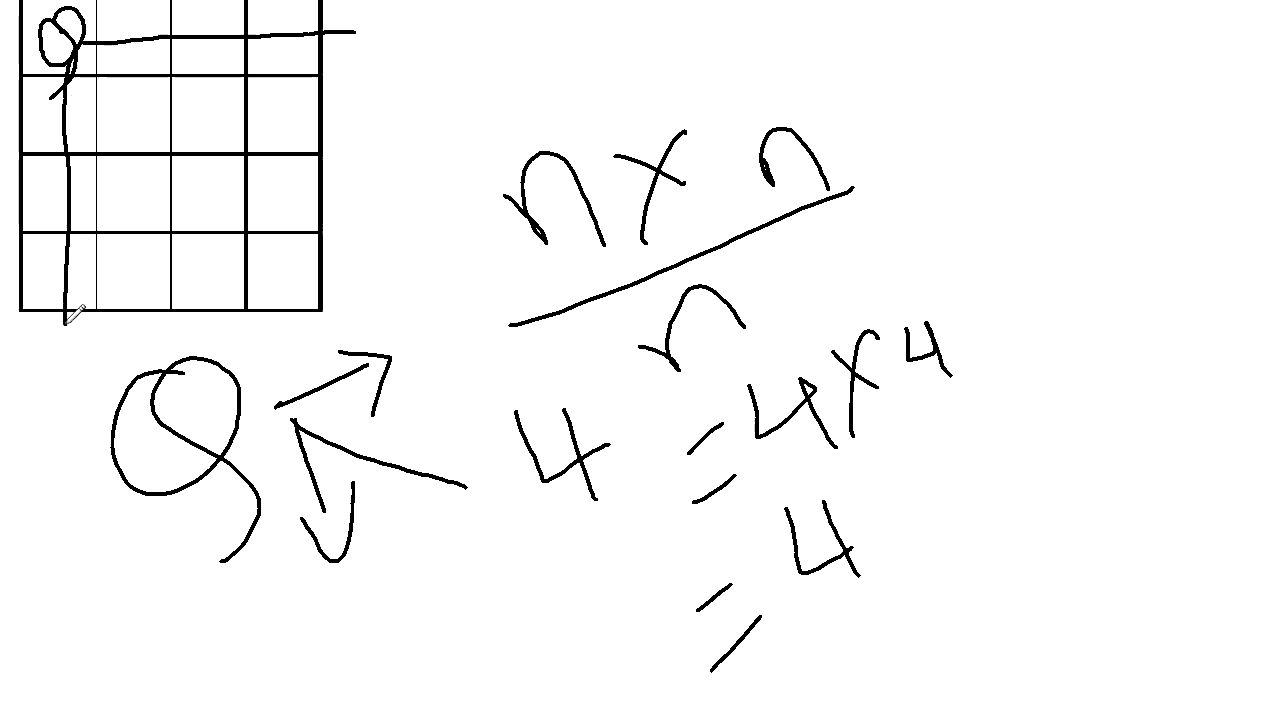 Q
n x n
n
4 = 4 x 4
Q
= 4